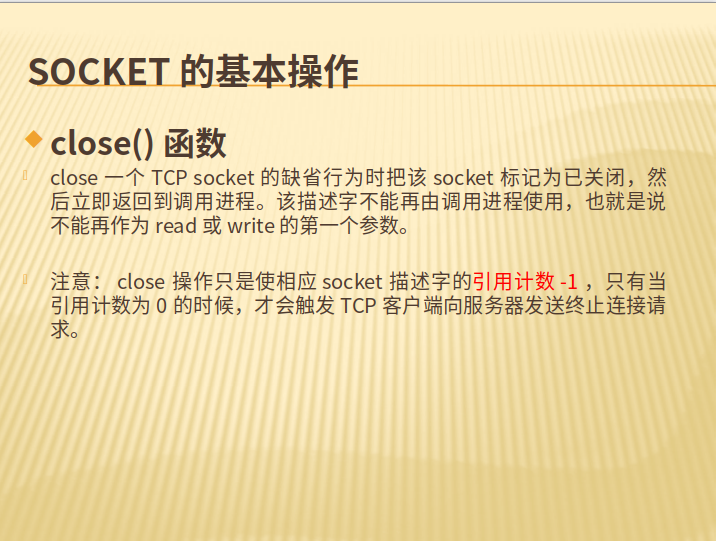 SOCKET 的基本操作
close() 函数
close 一个 TCP socket 的缺省行为时把该 socket 标记为已关闭，然
后立即返回到调用进程。该描述字不能再由调用进程使用，也就是说
不能再作为 read 或 write 的第一个参数。
注意： close 操作只是使相应 socket 描述字的引用计数 -1 ，只有当
引用计数为 0 的时候，才会触发 TCP 客户端向服务器发送终止连接请
求。